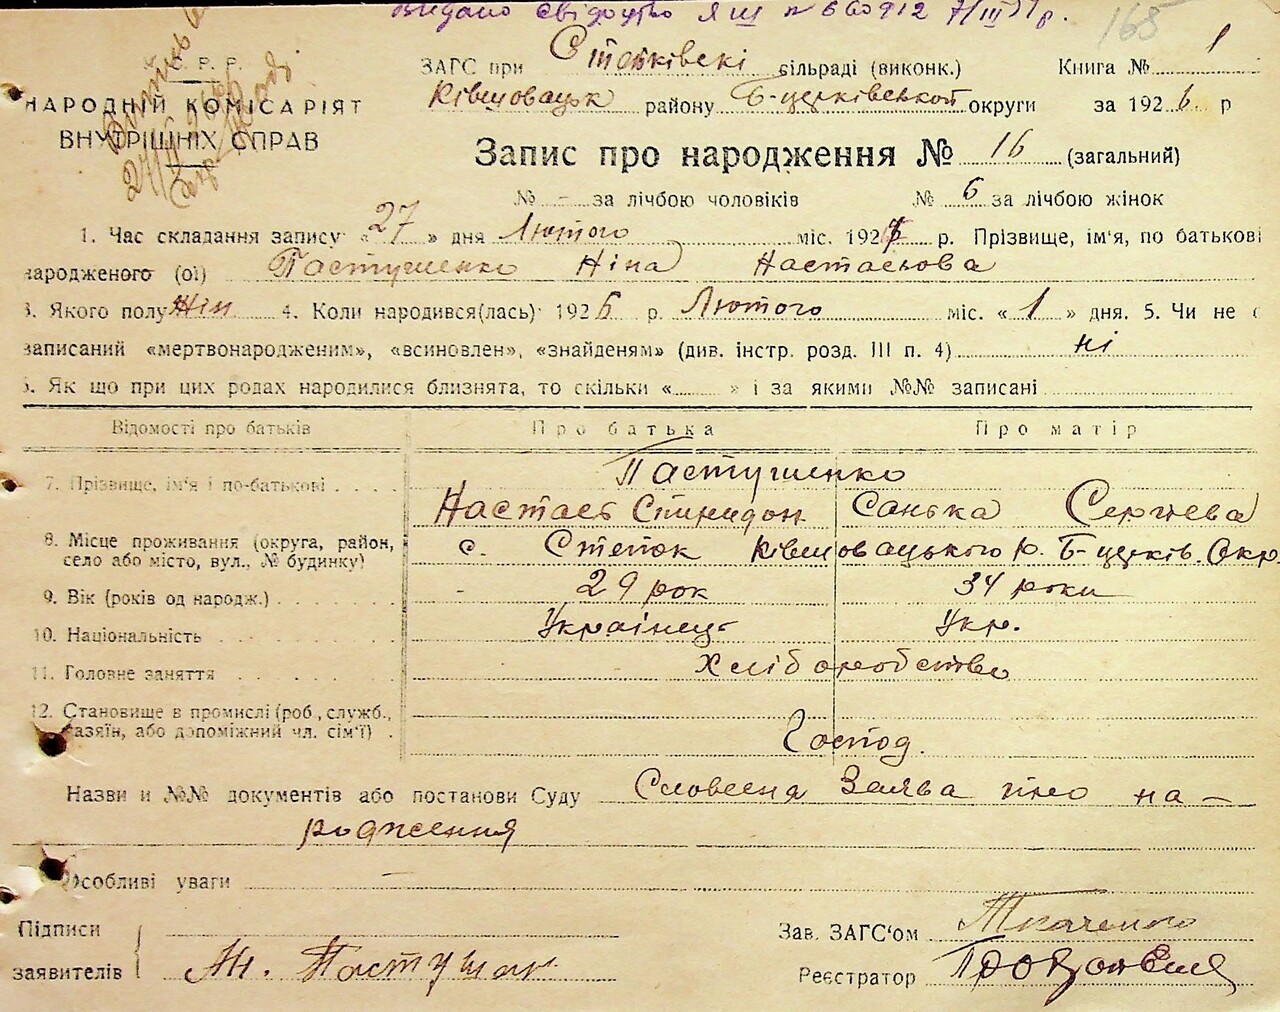 Видано свідоцтво ЯШ № 660912 7/III
165
С. Р. Р.
НАРОДНІЙ КОМІСАРІЯТ
ВНУТРІШНІХ СПРАВ
ЗАГС при Степківскі сільраді (виконк.) Книга № 1
Ківшовацьк району Б-церківськой округи за 1926 р
Запис про народження № 16 (загальний)
№ - за лічбою чоловіків № 6 за лічбою жінок
1. Час складання запису „27 » дня Лютого міс. 1926 р. Прізвище, ім'я, по батькові
народженого (ої) Пастушенко Ніна Настасьова
3. Якого полу жін 4. Коли народився(лась) 1926 р. Лютого міс. «1» дня. 5. Чи не
записаний «мертвонародженим», «всиновлен», «знайденям» (див. інстр. розд. III п. 4) ні
6. Як що при цих родах народилися близнята, то скільки « » і за якими №№ записані
Відомості про батьків Про батька Про матір
7. Прізвище, ім'я і по-батькові Пастушенко
Настась Спиридон Санька Сергієва
8. Місце проживання (округа, район, село або місто, вул., № будинку) с. Степок Ківшовацького р. Б-церків. Окр.
9. Вік (років од народж.) 29 рок 34 роки
10. Національність Українець Укр.
11. Головне заняття Хліборобство
12. Становище в промислі (роб, служб.,
хазяїн, або допоміжний чл. сім'ї) Господ.
Назви и №№ документів або постанови Суду Словесна Заява про на-
родження
Особливі уваги —
Підписи Зав. ЗАГС'ом Ткаченко
заявителів Реєстратор